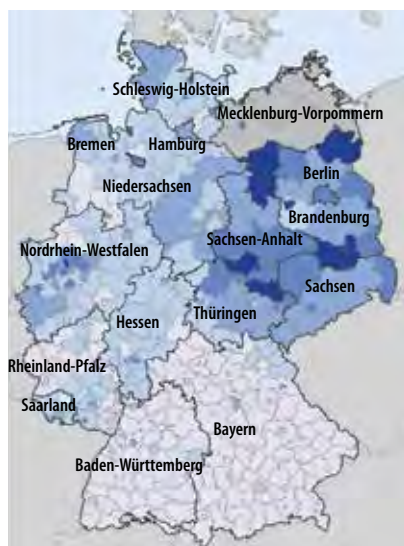 Schleswig-Holstein
Mecklenburg-Vorpommern
Bremen
Hamburg
Berlin
Niedersachsen
Brandenburg
Sachsen-Anhalt
Nordrhein-Westfalen
Sachsen
Hessen
Thüringen
Rheinland-Pfalz
Saarland
Bayern
Baden-Württemberg